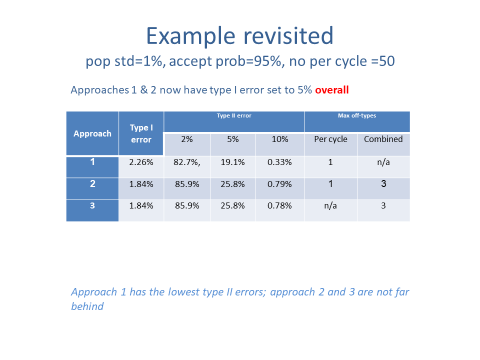 Example revisited
pop std=1%, accept prob=95%, no per cycle =50
Approaches 1 & 2 now have type I error set to 5% overall
Approach Type I error Type II error Max off-types
2% 5% 10% Per cycle Combined
1 2.26% 82.7%, 19.1% 0.33% 1 n/a
2 1.84% 85.9% 25.8% 0.79% 1 3
3 1.84% 85.9% 25.8% 0.78% n/a 3
Approach 1 has the lowest type II errors; approach 2 and 3 are not far
behind